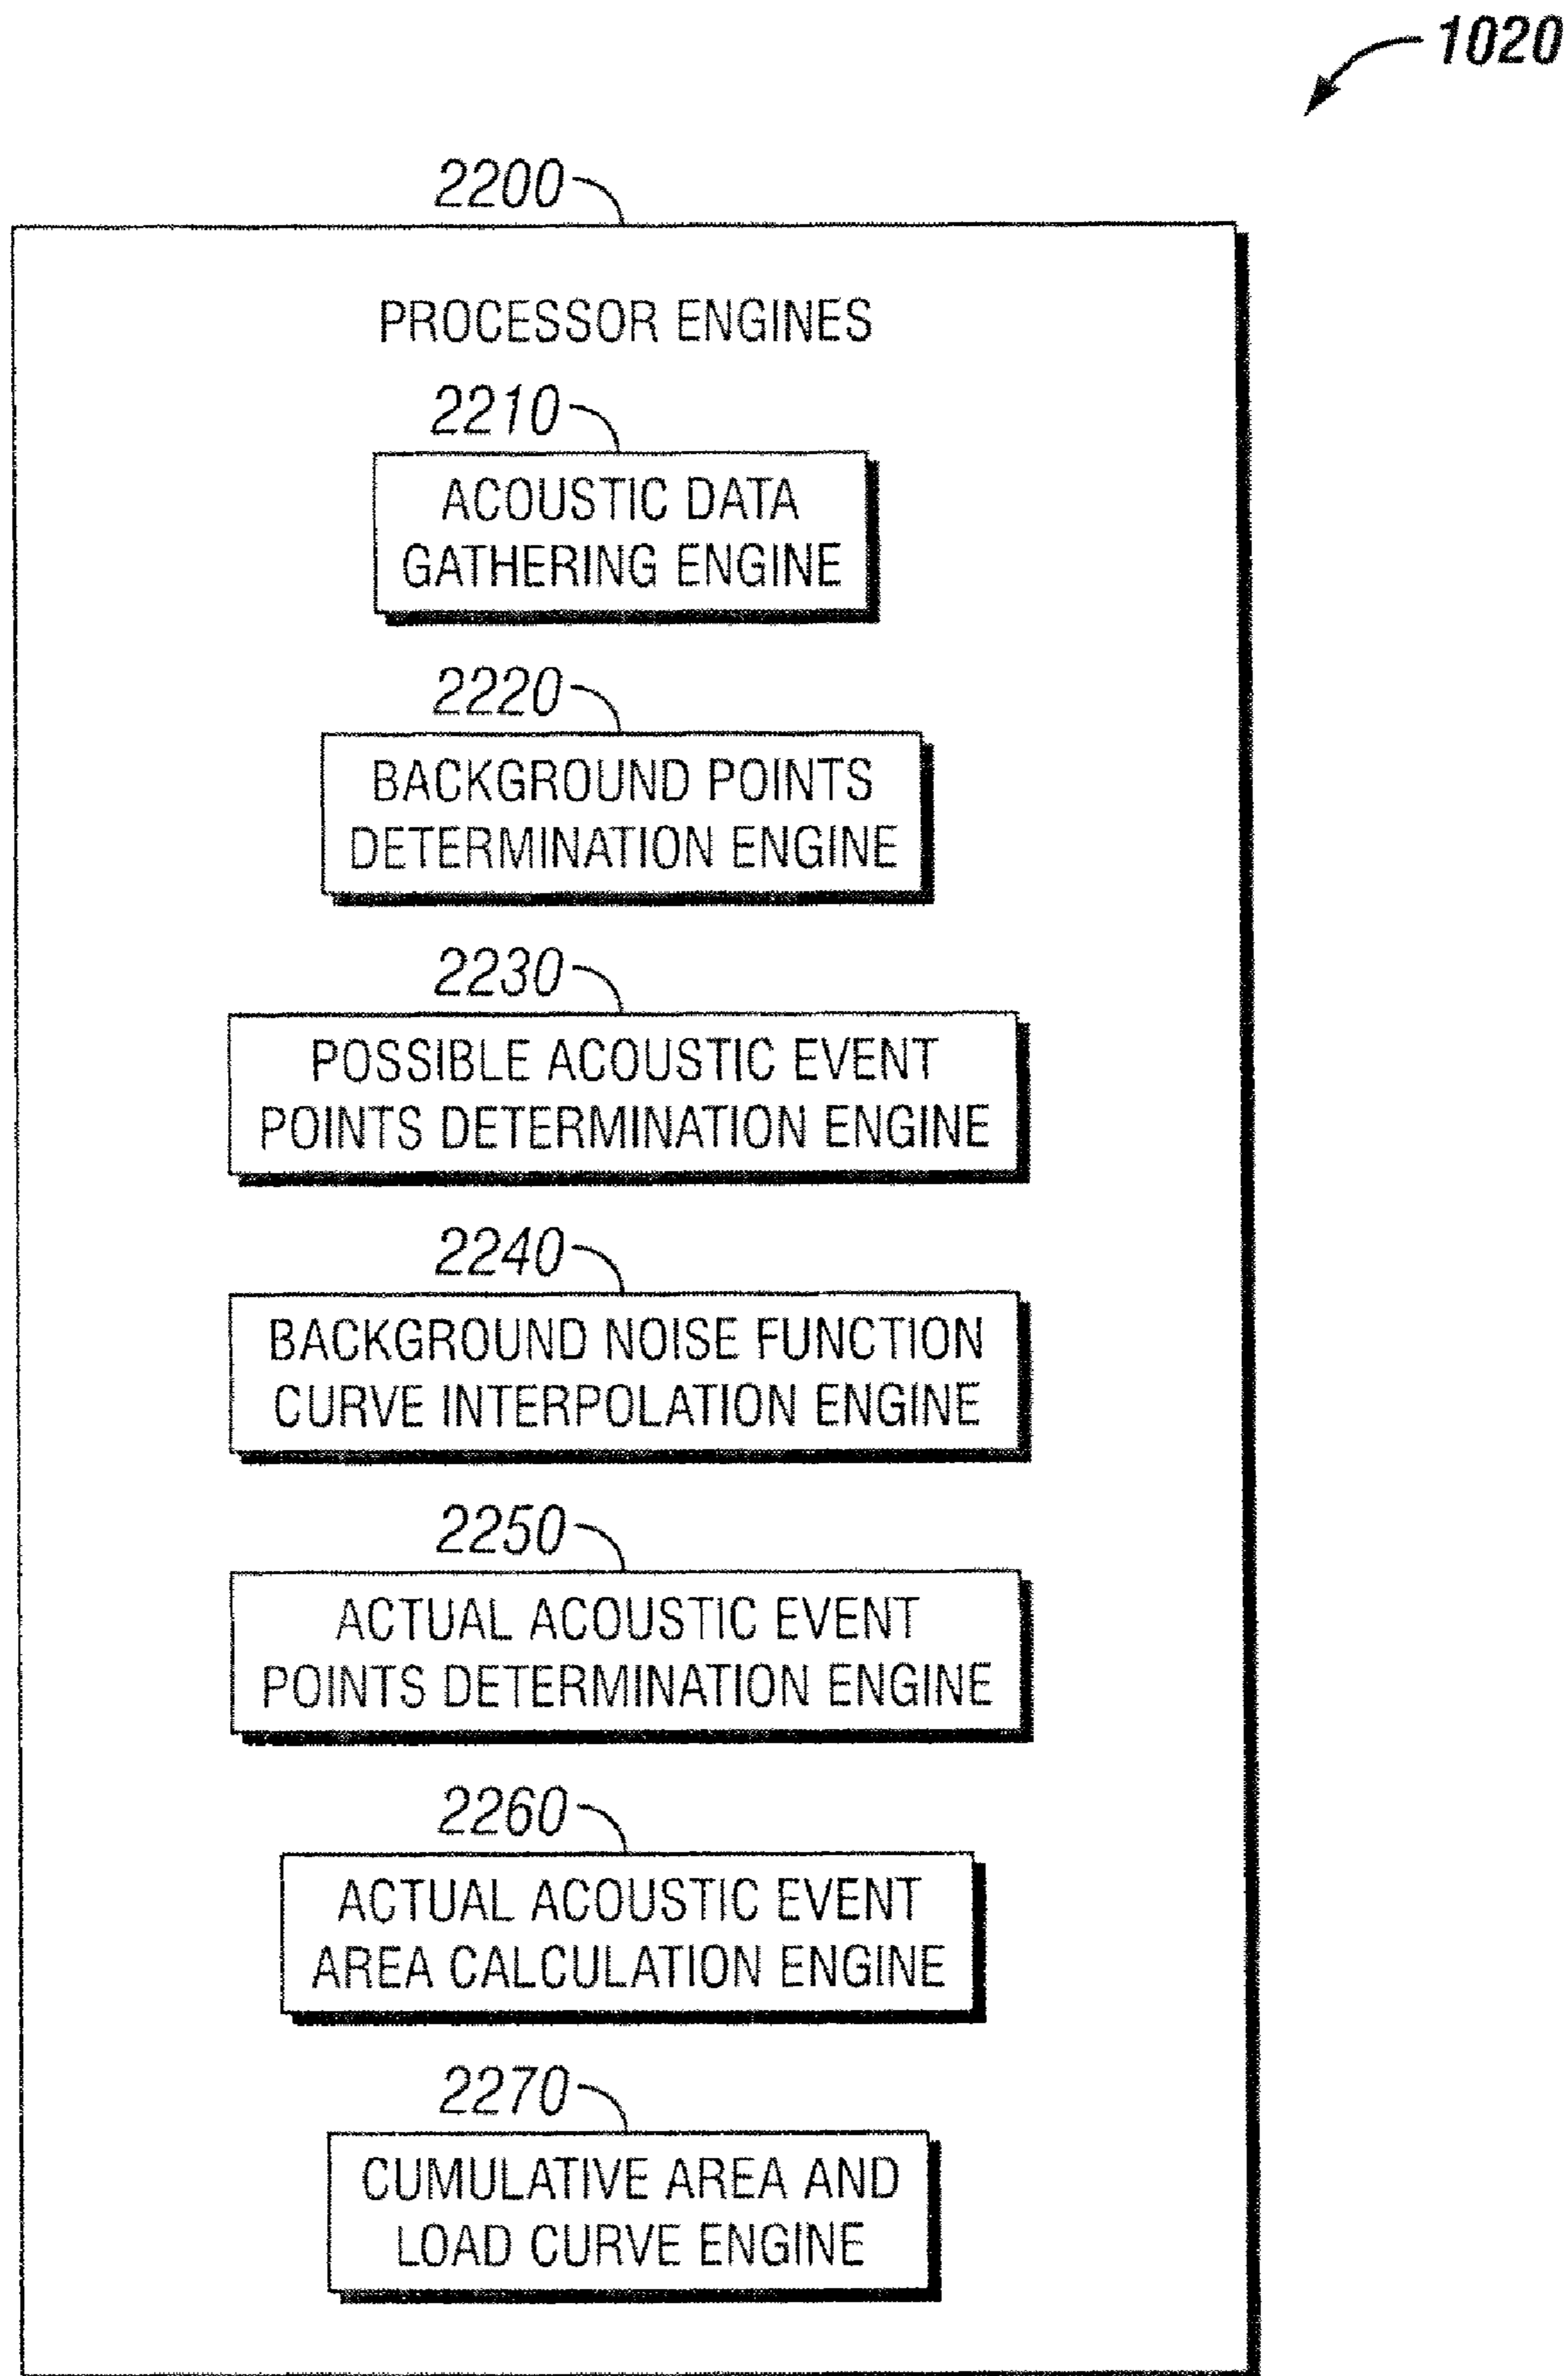 1020
2200
PROCESSOR ENGINES
2210
ACOUSTIC DATA
GATHERING ENGINE
2220
BACKGROUND POINTS
DETERMINATION ENGINE
2230
POSSIBLE ACOUSTIC EVENT
POINTS DETERMINATION ENGINE
2240
BACKGROUND NOISE FUNCTION
CURVE INTERPOLATION ENGINE
2250
ACTUAL ACOUSTIC EVENT
POINTS DETERMINATION ENGINE
2260
ACTUAL ACOUSTIC EVENT
AREA CALCULATION ENGINE
2270
CUMULATIVE AREA AND
LOAD CURVE ENGINE